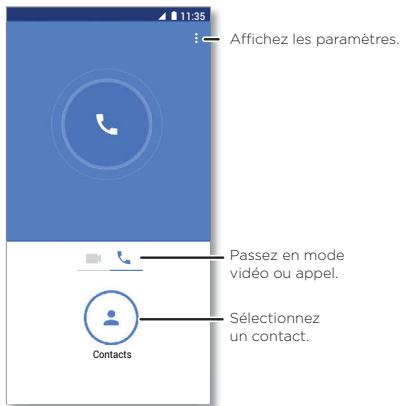 11:35
Affichez les paramètres.
Passez en mode
vidéo ou appel.
Sélectionnez
un contact.
Contacts